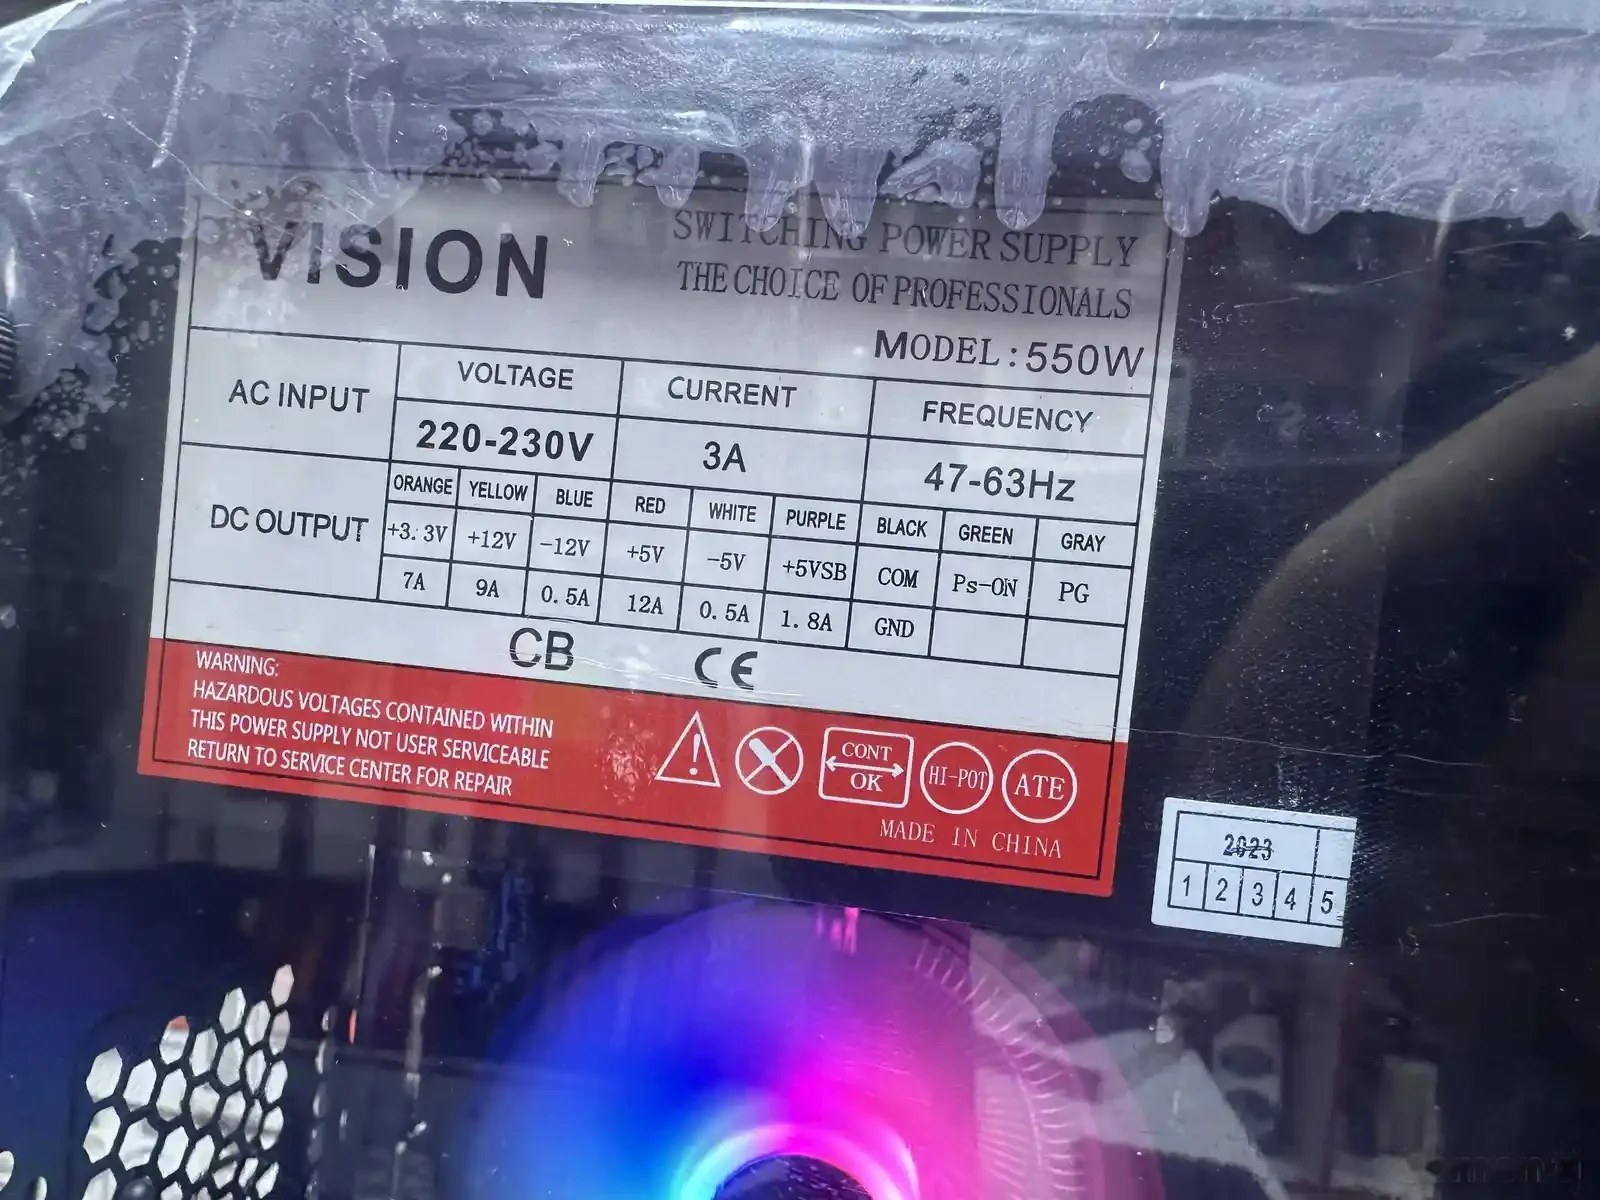 VISION
SWITCHING POWER SUPPLY
THE CHOICE OF PROFESSIONALS
MODEL:550W
AC INPUT
VOLTAGE CURRENT FREQUENCY
220-230V 3A 47-63Hz
DC OUTPUT
ORANGE YELLOW BLUE RED WHITE PURPLE BLACK GREEN GRAY
+3.3V +12V -12V +5V -5V +5VSB COM Ps-ON PG
7A 9A 0.5A 12A 0.5A 1.8A GND
CB CE
WARNING:
HAZARDOUS VOLTAGES CONTAINED WITHIN
THIS POWER SUPPLY NOT USER SERVICEABLE
RETURN TO SERVICE CENTER FOR REPAIR
CONT
OK
HI-POT
ATE
MADE IN CHINA
2023
1 2 3 4 5